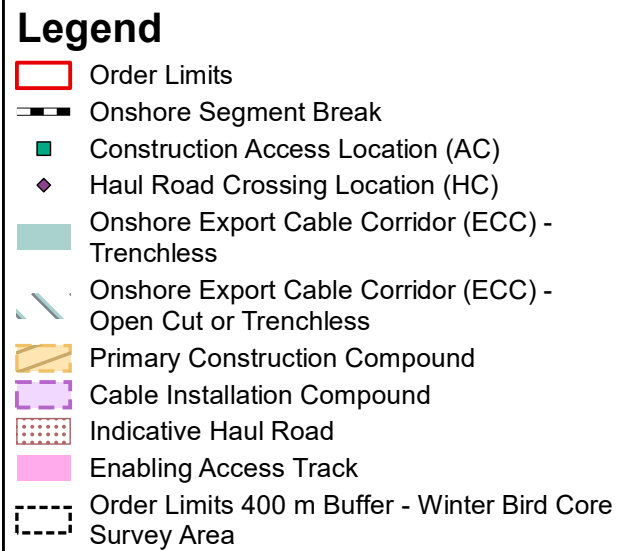 Legend
Order Limits
Onshore Segment Break
Construction Access Location (AC)
Haul Road Crossing Location (HC)
Onshore Export Cable Corridor (ECC) -
Trenchless
Onshore Export Cable Corridor (ECC) -
Open Cut or Trenchless
Primary Construction Compound
Cable Installation Compound
Indicative Haul Road
Enabling Access Track
Order Limits 400 m Buffer - Winter Bird Core
Survey Area